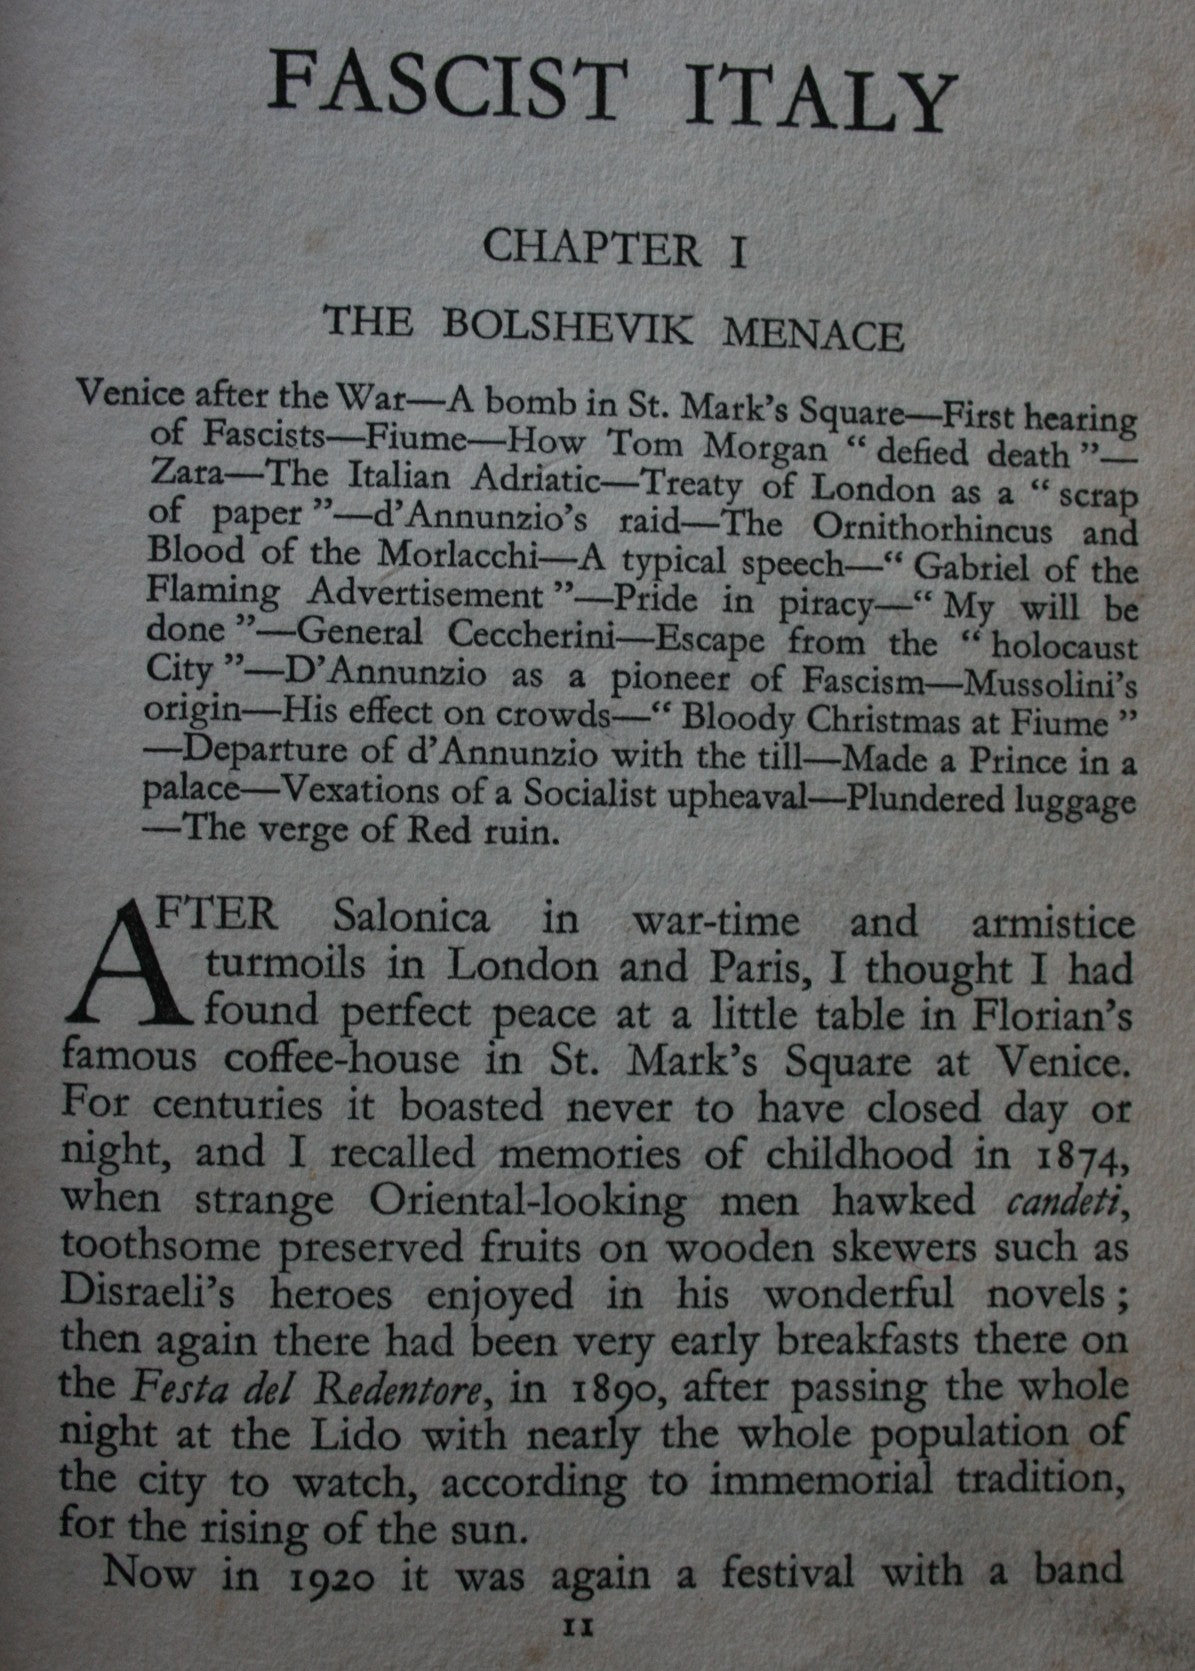 FASCIST ITALY
CHAPTER I
THE BOLSHEVIK MENACE
Venice after the War—A bomb in St. Mark's Square—First hearing
of Fascists—Fiume—How Tom Morgan “ defied death ”—
Zara—The Italian Adriatic—Treaty of London as a “ scrap
of paper ”—d'Annunzio's raid—The Ornithorhincus and
Blood of the Morlacchi—A typical speech—“ Gabriel of the
Flaming Advertisement ”—Pride in piracy—“ My will be
done ”—General Ceccherini—Escape from the “ holocaust
City ”—D'Annunzio as a pioneer of Fascism—Mussolini's
origin—His effect on crowds—“ Bloody Christmas at Fiume ”
—Departure of d'Annunzio with the till—Made a Prince in a
palace—Vexations of a Socialist upheaval—Plundered luggage
—The verge of Red ruin.
AFTER Salonica in war-time and armistice
turmoils in London and Paris, I thought I had
found perfect peace at a little table in Florian's
famous coffee-house in St. Mark's Square at Venice.
For centuries it boasted never to have closed day or
night, and I recalled memories of childhood in 1874,
when strange Oriental-looking men hawked candeti,
toothsome preserved fruits on wooden skewers such as
Disraeli's heroes enjoyed in his wonderful novels ;
then again there had been very early breakfasts there on
the Festa del Redentore, in 1890, after passing the whole
night at the Lido with nearly the whole population of
the city to watch, according to immemorial tradition,
for the rising of the sun.
Now in 1920 it was again a festival with a band
11